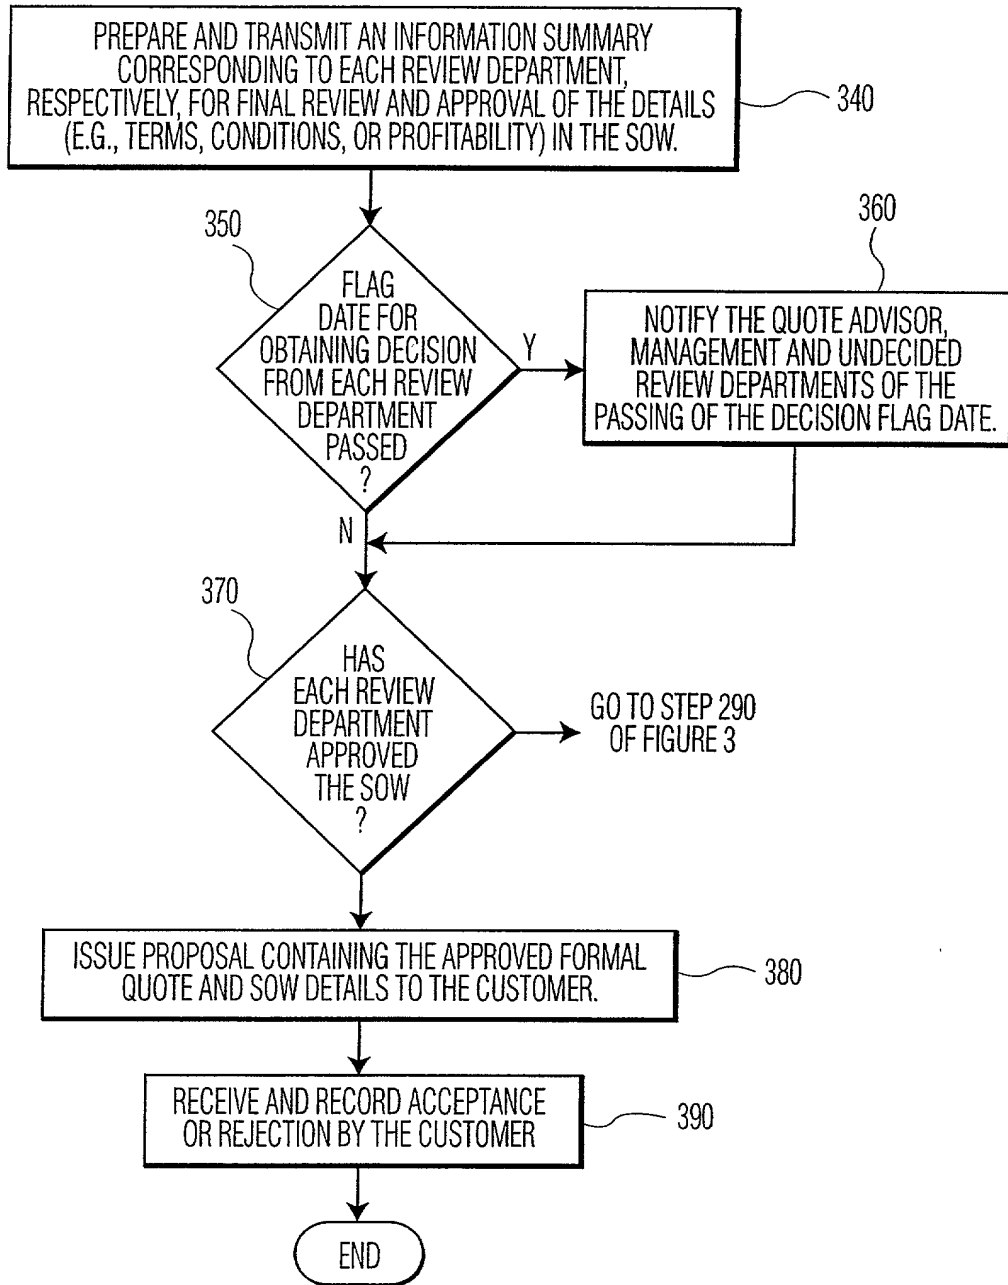 PREPARE AND TRANSMIT AN INFORMATION SUMMARY
CORRESPONDING TO EACH REVIEW DEPARTMENT,
RESPECTIVELY, FOR FINAL REVIEW AND APPROVAL OF THE DETAILS
(E.G., TERMS, CONDITIONS, OR PROFITABILITY) IN THE SOW.
340
350
FLAG
DATE FOR
OBTAINING DECISION
FROM EACH REVIEW
DEPARTMENT
PASSED
?
Y
N
360
NOTIFY THE QUOTE ADVISOR,
MANAGEMENT AND UNDECIDED
REVIEW DEPARTMENTS OF THE
PASSING OF THE DECISION FLAG DATE.
370
HAS
EACH REVIEW
DEPARTMENT
APPROVED
THE SOW
?
GO TO STEP 290
OF FIGURE 3
ISSUE PROPOSAL CONTAINING THE APPROVED FORMAL
QUOTE AND SOW DETAILS TO THE CUSTOMER.
380
RECEIVE AND RECORD ACCEPTANCE
OR REJECTION BY THE CUSTOMER
390
END